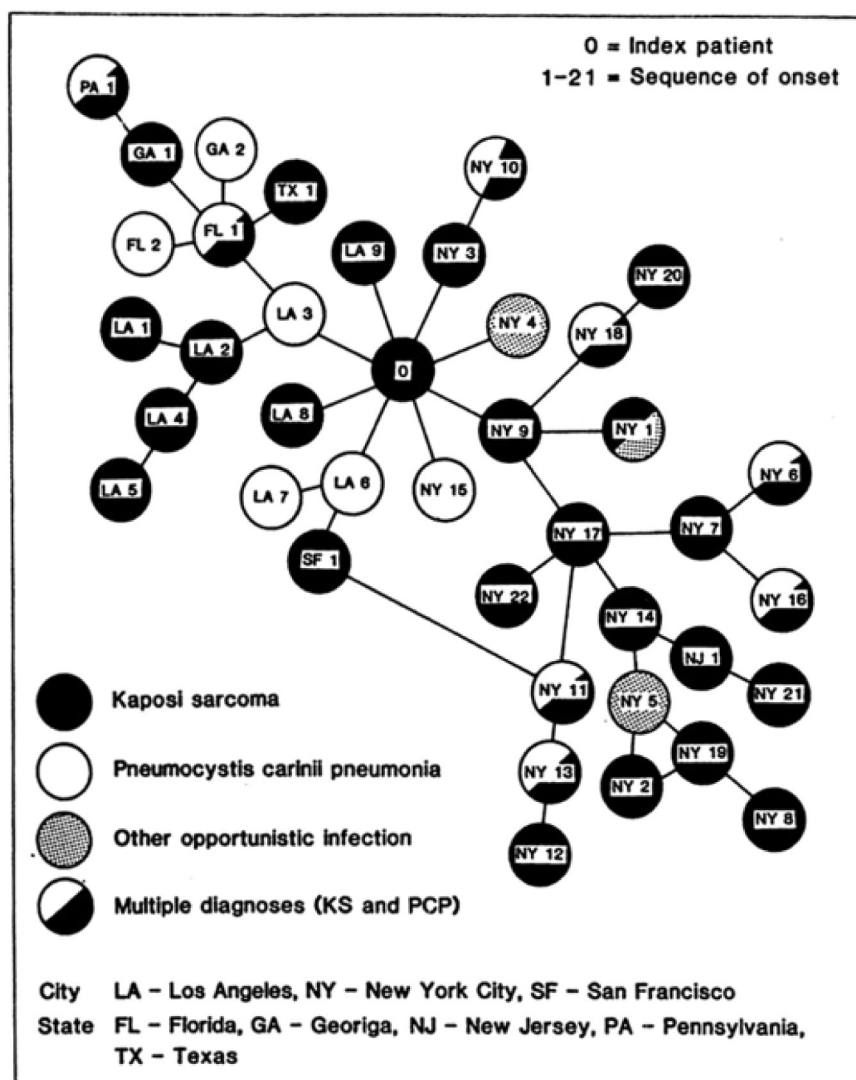 0 = Index patient
1-21 = Sequence of onset
PA 1
GA 1
GA 2
TX 1
NY 10
FL 2
FL 1
LA 9
NY 3
NY 20
LA 1
LA 2
LA 3
NY 4
NY 18
0
LA 4
LA 8
NY 9
NY 1
LA 5
LA 7
LA 6
NY 15
NY 6
SF 1
NY 17
NY 7
NY 22
NY 14
NY 16
NJ 1
NY 11
NY 5
NY 21
NY 13
NY 2
NY 19
NY 12
NY 8
Kaposi sarcoma
Pneumocystis carinii pneumonia
Other opportunistic infection
Multiple diagnoses (KS and PCP)
City LA - Los Angeles, NY - New York City, SF - San Francisco
State FL - Florida, GA - Georiga, NJ - New Jersey, PA - Pennsylvania,
TX - Texas